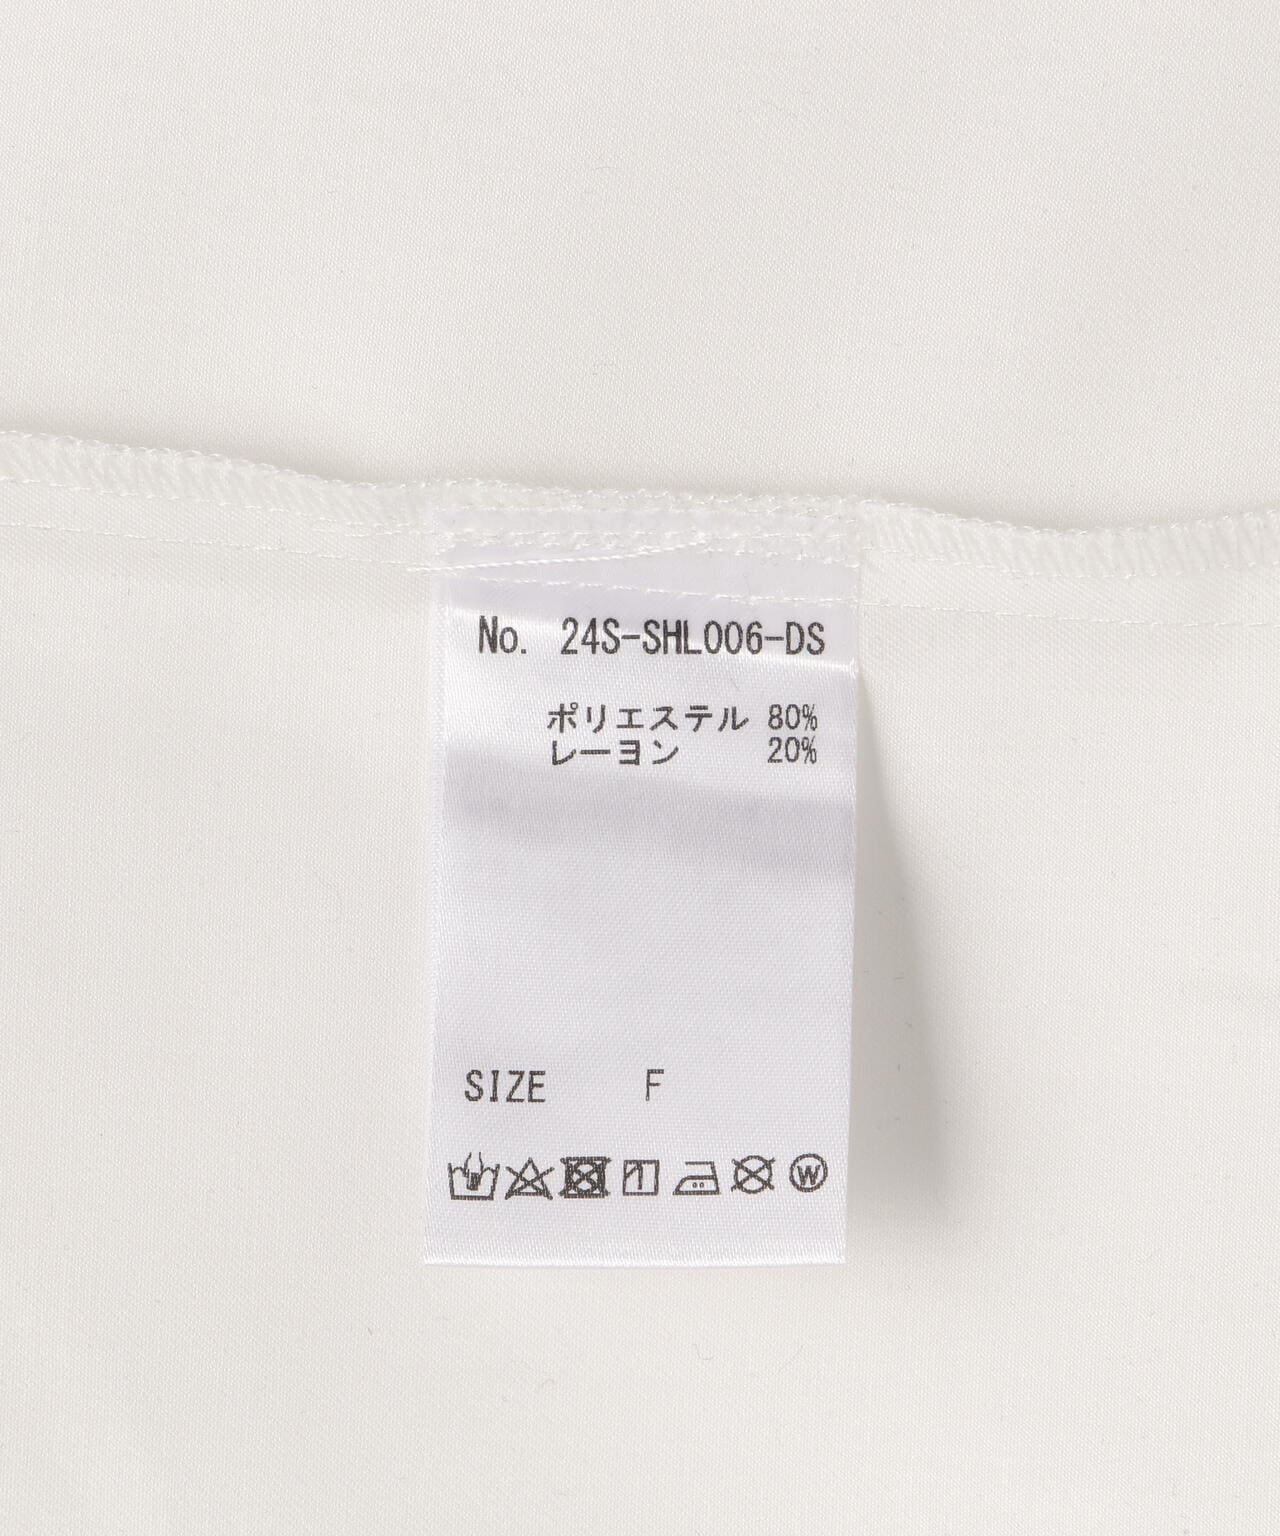 No. 24S-SHL006-DS
ポリエステル 80%
レーヨン 20%
SIZE F
W